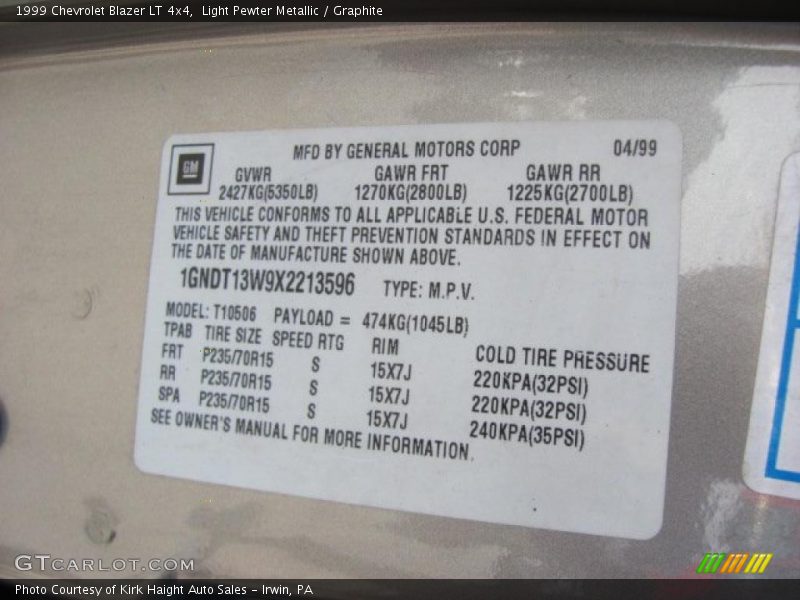 1999 Chevrolet Blazer LT 4x4,  Light Pewter Metallic / Graphite
MFD BY GENERAL MOTORS CORP 04/99
GM
GVWR GAWR FRT GAWR RR
2427KG(5350LB) 1270KG(2800LB) 1225KG(2700LB)
THIS VEHICLE CONFORMS TO ALL APPLICABLE U.S. FEDERAL MOTOR
VEHICLE SAFETY AND THEFT PREVENTION STANDARDS IN EFFECT ON
THE DATE OF MANUFACTURE SHOWN ABOVE.
1GNDT13W9X2213596 TYPE: M.P.V.
MODEL: T10506 PAYLOAD = 474KG(1045LB)
TPAB TIRE SIZE SPEED RTG RIM COLD TIRE PRESSURE
FRT P235/70R15 S 15X7J 220KPA(32PSI)
RR P235/70R15 S 15X7J 220KPA(32PSI)
SPA P235/70R15 S 15X7J 240KPA(35PSI)
SEE OWNER'S MANUAL FOR MORE INFORMATION.
GTCARLOT.COM
Photo Courtesy of Kirk Haight Auto Sales - Irwin, PA